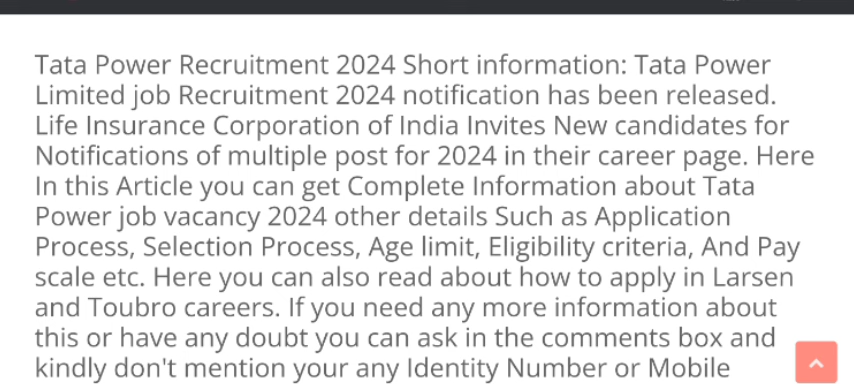 Tata Power Recruitment 2024 Short information: Tata Power
Limited job Recruitment 2024 notification has been released.
Life Insurance Corporation of India Invites New candidates for
Notifications of multiple post for 2024 in their career page. Here
In this Article you can get Complete Information about Tata
Power job vacancy 2024 other details Such as Application
Process, Selection Process, Age limit, Eligibility criteria, And Pay
scale etc. Here you can also read about how to apply in Larsen
and Toubro careers. If you need any more information about
this or have any doubt you can ask in the comments box and
kindly don't mention your any Identity Number or Mobile